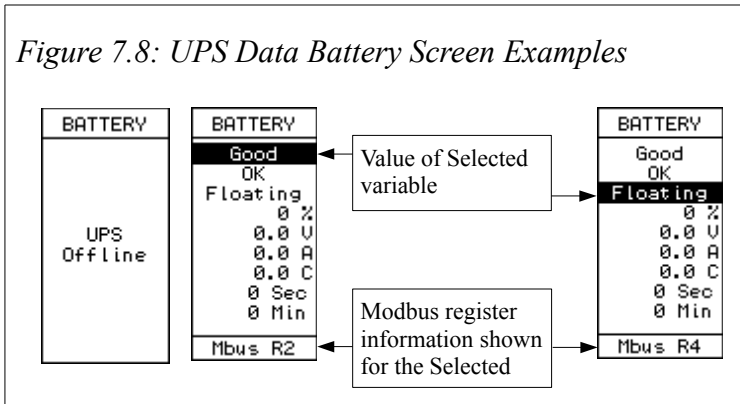 Figure 7.8: UPS Data Battery Screen Examples
BATTERY
UPS
Offline
BATTERY
Good
OK
Floating
0 %
0.0 V
0.0 A
0.0 C
0 Sec
0 Min
Mbus R2
Value of Selected
variable
Modbus register
information shown
for the Selected
BATTERY
Good
OK
Floating
0 %
0.0 V
0.0 A
0.0 C
0 Sec
0 Min
Mbus R4